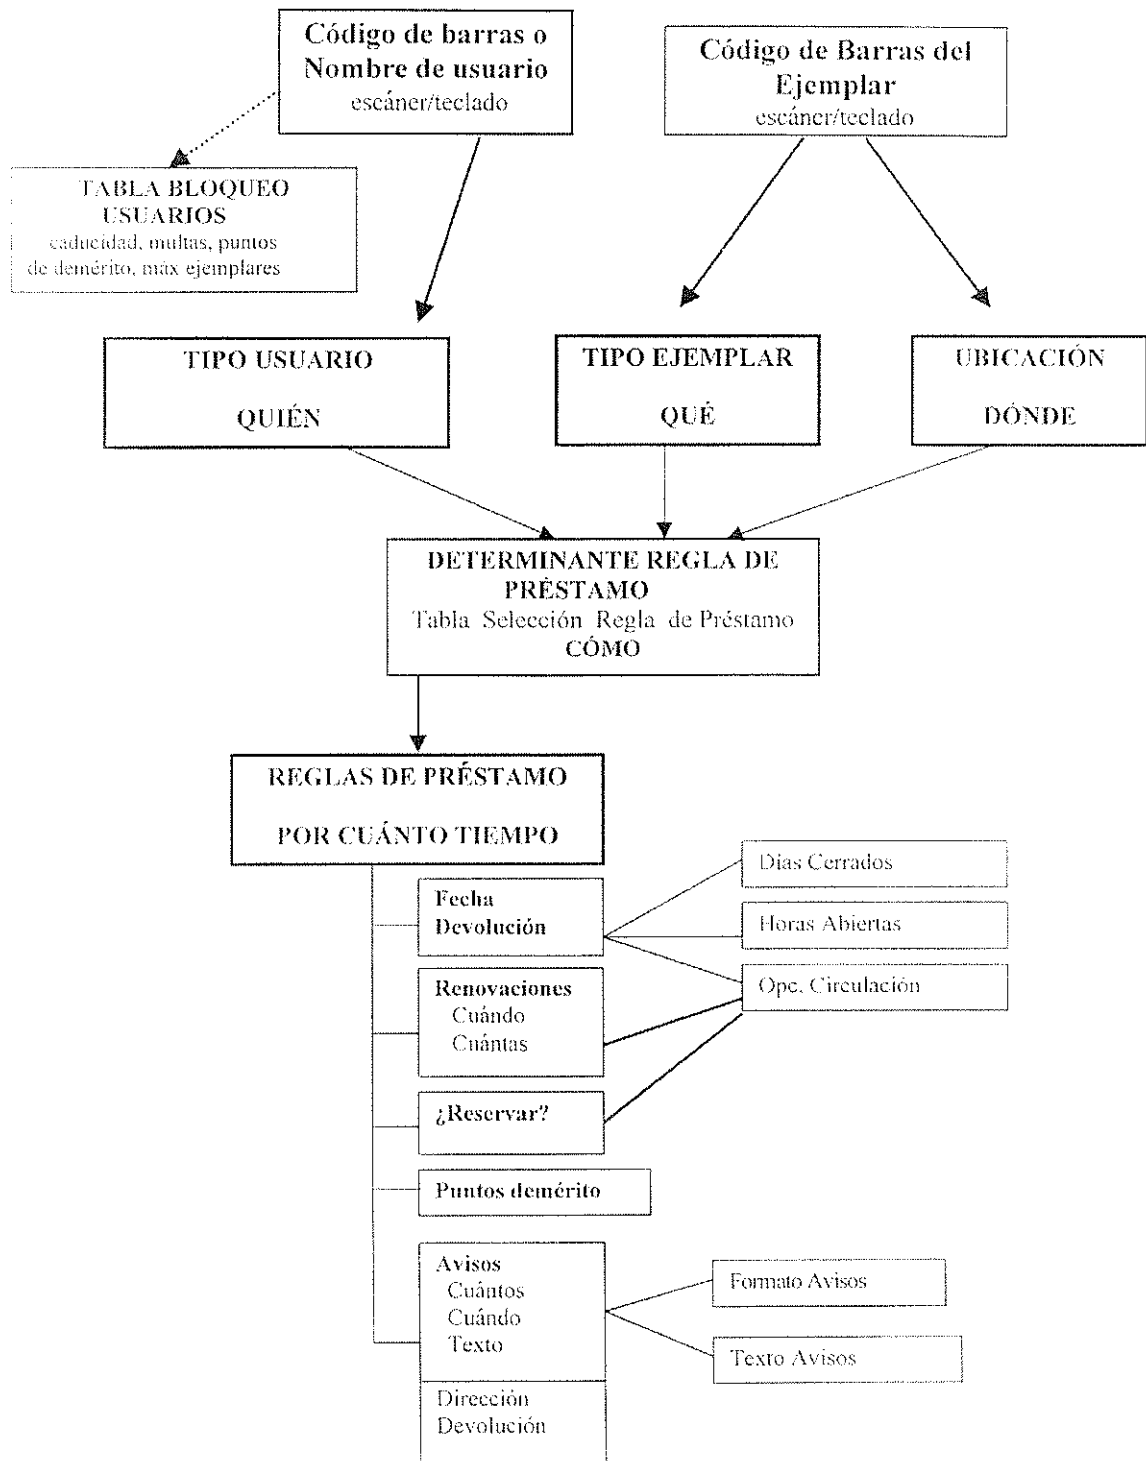 Código de barras o
Nombre de usuario
escáner/teclado
Código de Barras del
Ejemplar
escáner/teclado
TABLA BLOQUEO
USUARIOS
caducidad, multas, puntos
de demérito, máx ejemplares
TIPO USUARIO
QUIÉN
TIPO EJEMPLAR
QUÉ
UBICACIÓN
DÓNDE
DETERMINANTE REGLA DE
PRÉSTAMO
Tabla Selección Regla de Préstamo
CÓMO
REGLAS DE PRÉSTAMO
POR CUÁNTO TIEMPO
Fecha
Devolución
Días Cerrados
Horas Abiertas
Opc. Circulación
Renovaciones
Cuándo
Cuántas
¿Reservar?
Puntos demérito
Avisos
Cuántos
Cuándo
Texto
Formato Avisos
Texto Avisos
Dirección
Devolución